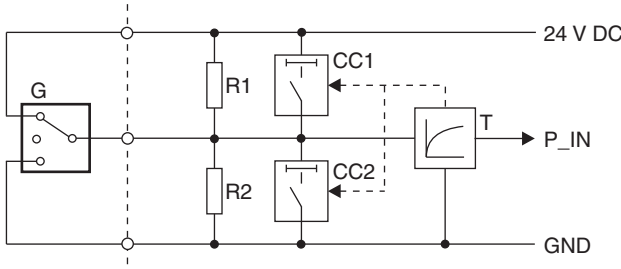 24 V DC
CC1
G
R1
T
P_IN
CC2
R2
GND